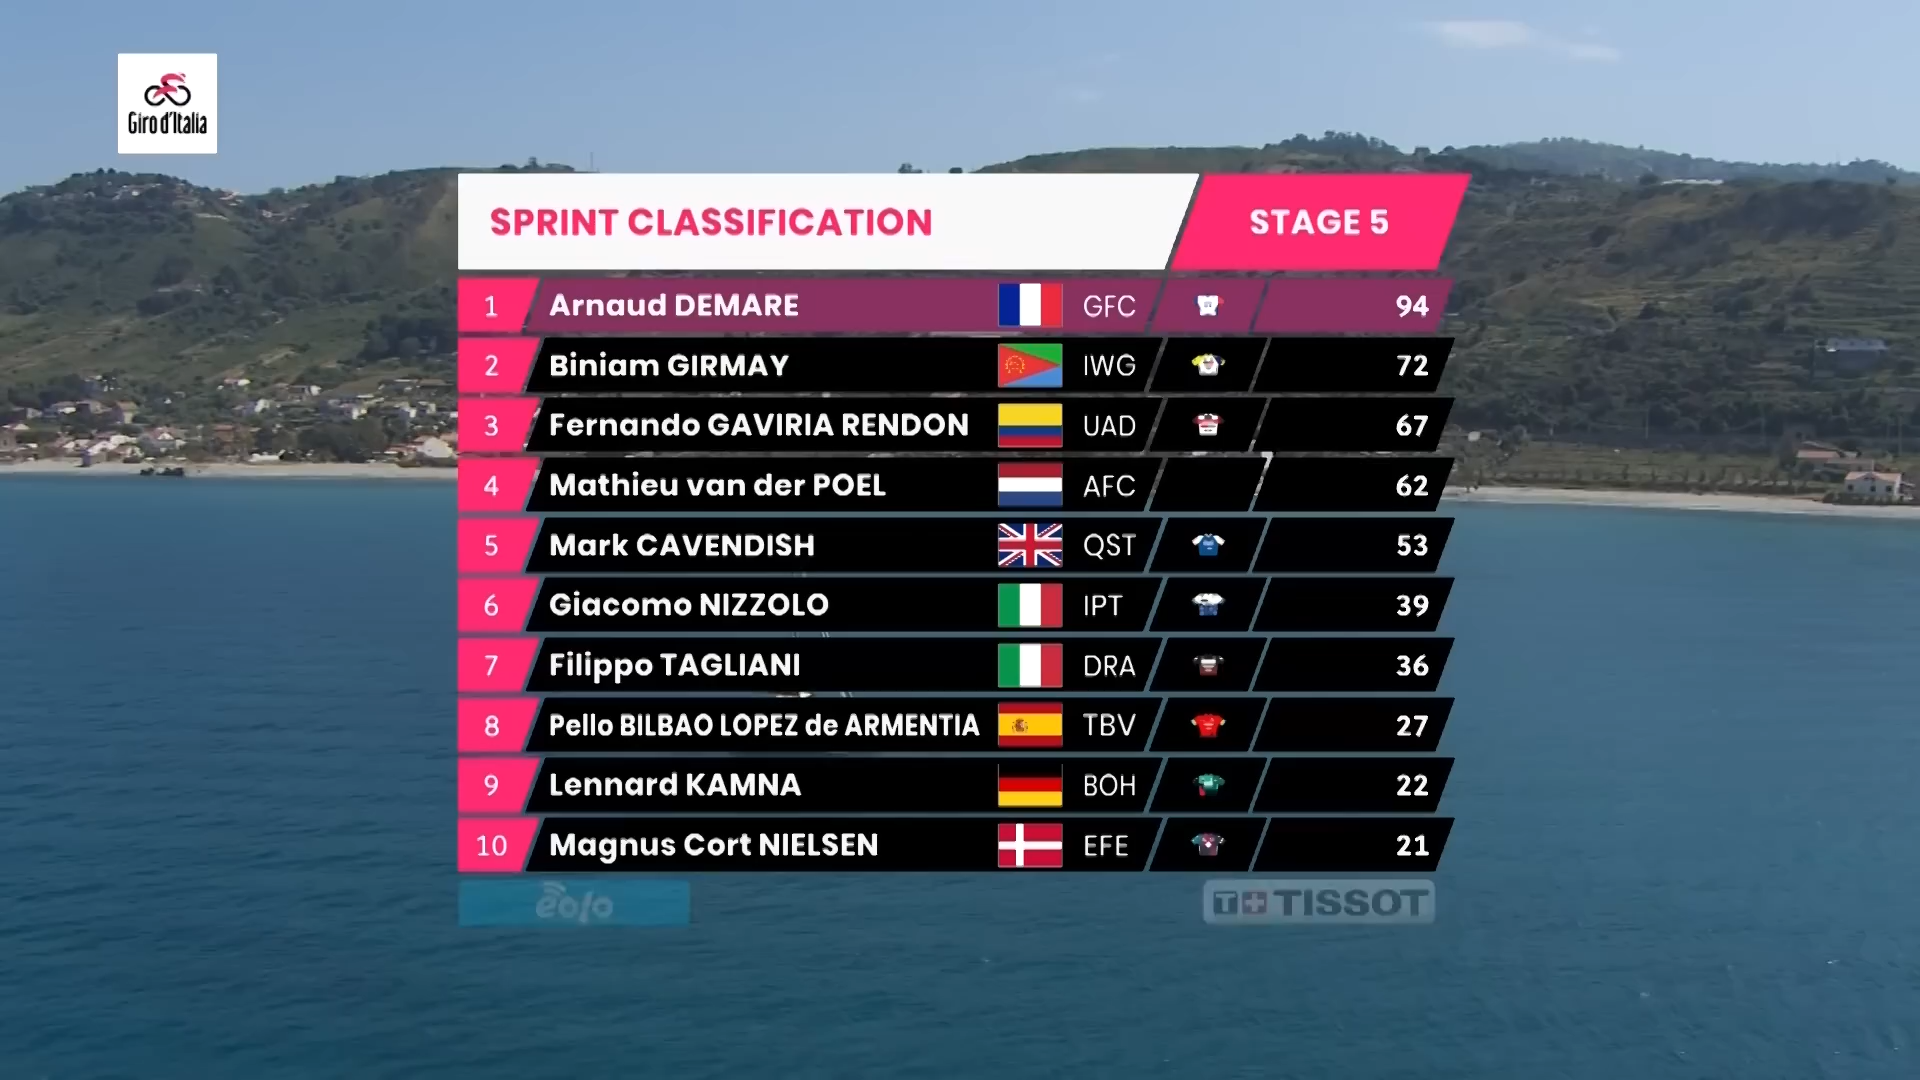 Giro d'Italia
SPRINT CLASSIFICATION STAGE 5
1 Arnaud DEMARE GFC 94
2 Biniam GIRMAY IWG 72
3 Fernando GAVIRIA RENDON UAD 67
4 Mathieu van der POEL AFC 62
5 Mark CAVENDISH QST 53
6 Giacomo NIZZOLO IPT 39
7 Filippo TAGLIANI DRA 36
8 Pello BILBAO LOPEZ de ARMENTIA TBV 27
9 Lennard KAMNA BOH 22
10 Magnus Cort NIELSEN EFE 21
eolo T+ TISSOT